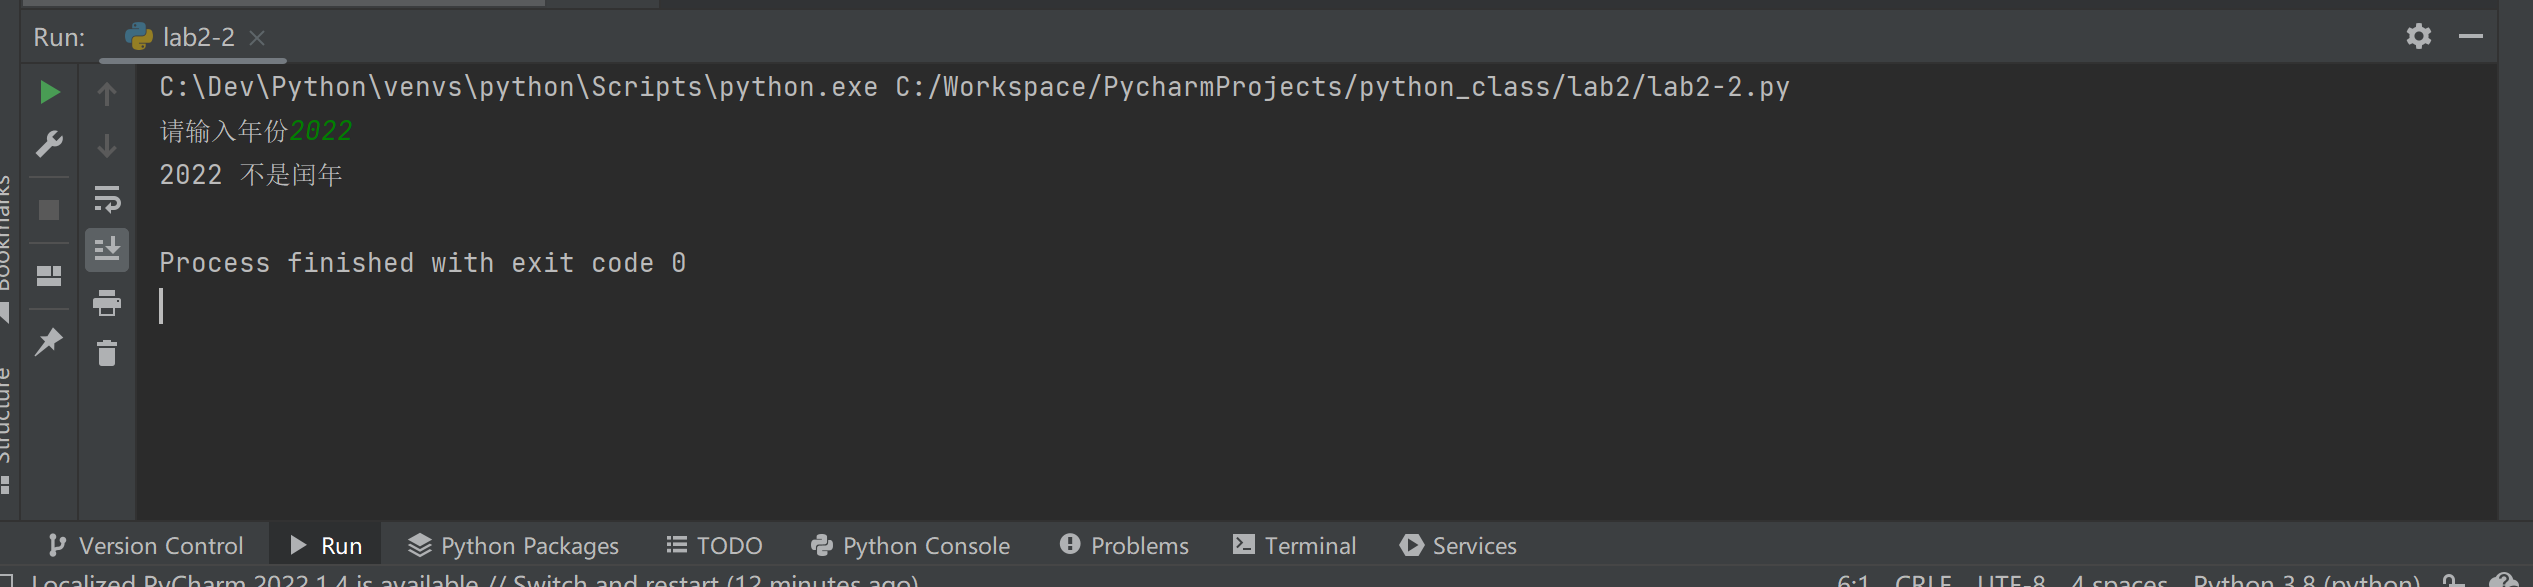 Run: lab2-2
C:\Dev\Python\venvs\python\Scripts\python.exe C:/Workspace/PycharmProjects/python_class/lab2/lab2-2.py
请输入年份2022
2022 不是闰年
Process finished with exit code 0
Bookmarks
Structure
Version Control Run Python Packages TODO Python Console Problems Terminal Services
Localized PyCharm 2022.1.4 is available // Switch and restart (12 minutes ago) 6:1 CRLF UTF-8 4 spaces Python 3.8 (python)